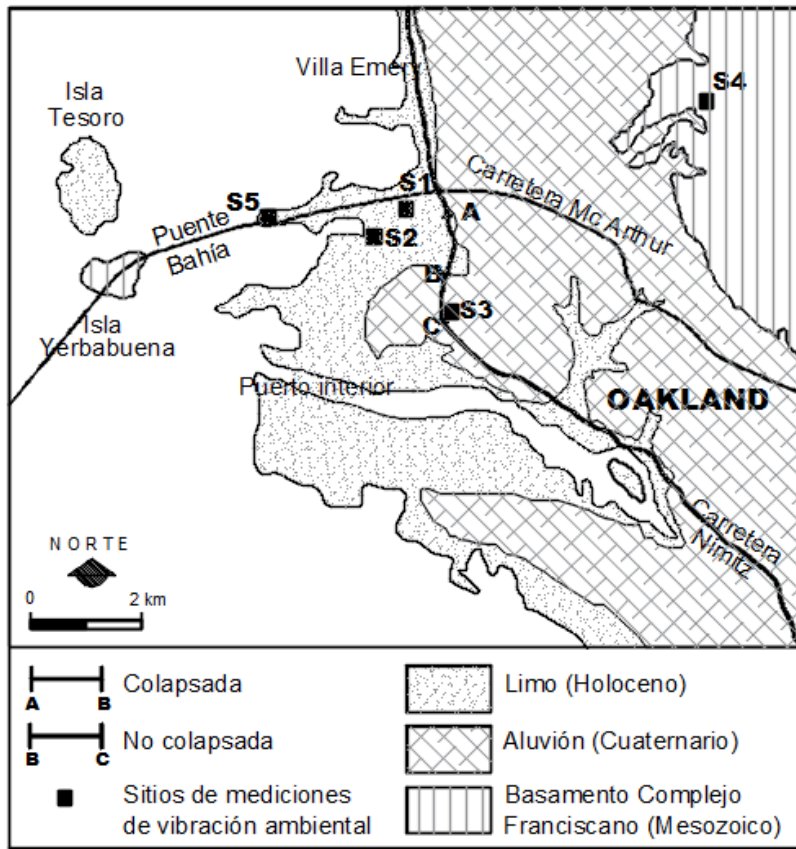 Villa Emery
S4
Isla
Tesoro
Carretera Mc Arthur
S1
S5
A
Puente
Bahía
S2
B
S3
C
Isla
Yerbabuena
Puerto interior
OAKLAND
Carretera
Nimitz
NORTE
0 2 km
A B Colapsada
B C No colapsada
Sitios de mediciones
de vibración ambiental
Limo (Holoceno)
Aluvión (Cuaternario)
Basamento Complejo
Franciscano (Mesozoico)